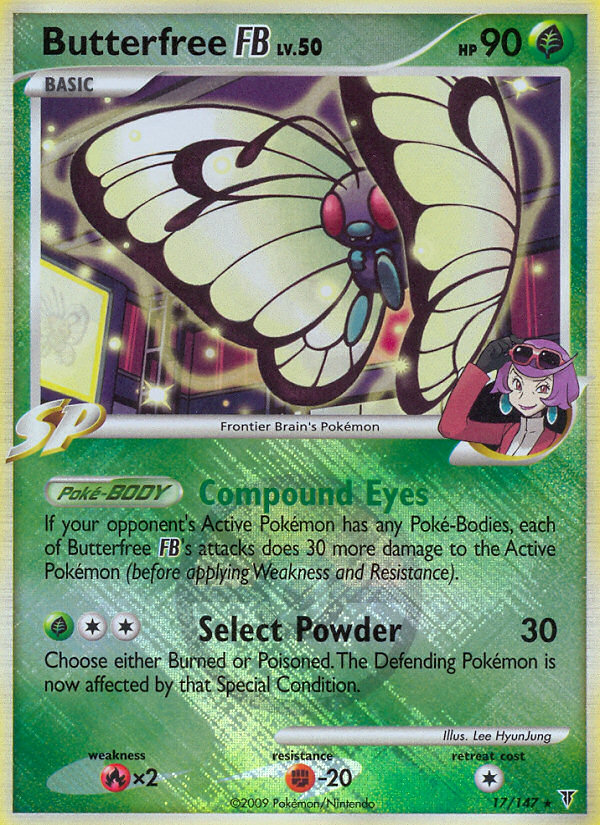 Butterfree FB LV.50 HP 90
BASIC
SP
Frontier Brain's Pokémon
Poké-BODY Compound Eyes
If your opponent's Active Pokémon has any Poké-Bodies, each
of Butterfree FB's attacks does 30 more damage to the Active
Pokémon (before applying Weakness and Resistance).
Select Powder 30
Choose either Burned or Poisoned. The Defending Pokémon is
now affected by that Special Condition.
Illus. Lee HyunJung
weakness resistance retreat cost
×2 -20
©2009 Pokémon/Nintendo 17/147 ★